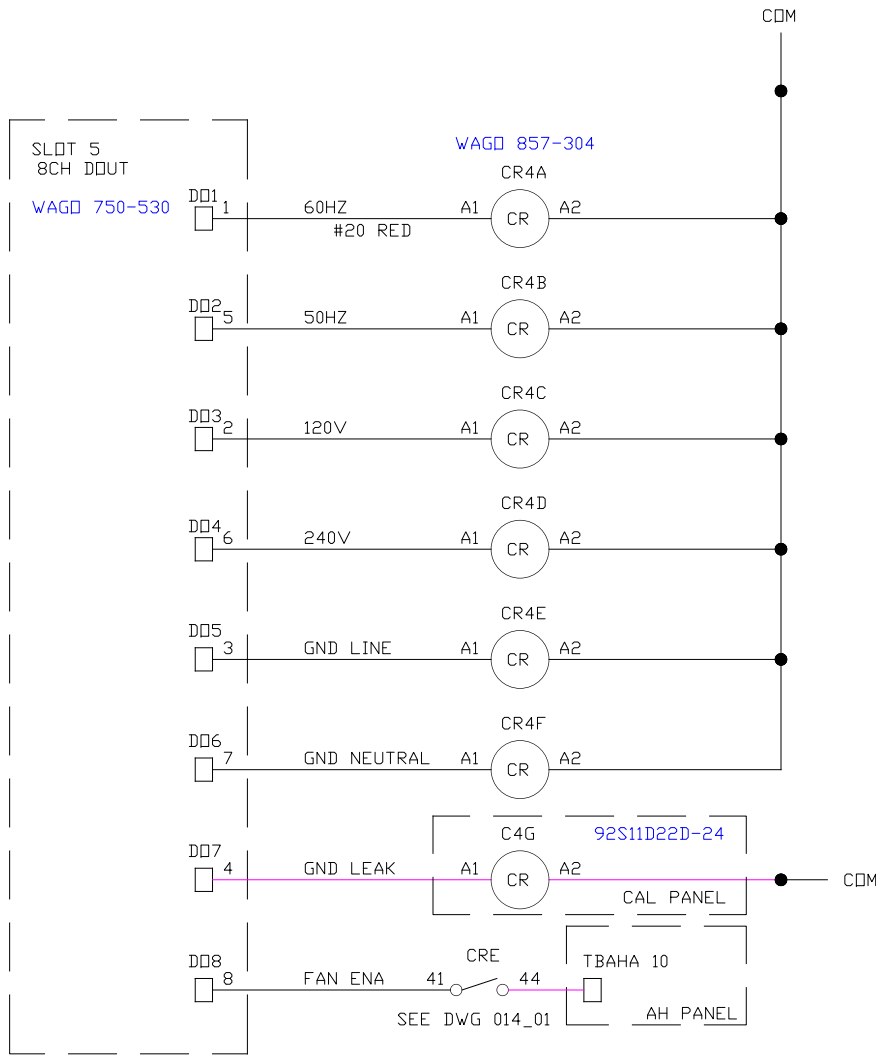 COM
SLOT 5
8CH DOUT
WAGO 750-530
WAGO 857-304
CR4A
DO1
1
60HZ
#20 RED
A1
CR
A2
CR4B
DO2
5
50HZ
A1
CR
A2
CR4C
DO3
2
120V
A1
CR
A2
CR4D
DO4
6
240V
A1
CR
A2
CR4E
DO5
3
GND LINE
A1
CR
A2
CR4F
DO6
7
GND NEUTRAL
A1
CR
A2
C4G
92S11D22D-24
DO7
4
GND LEAK
A1
CR
A2
COM
CAL PANEL
CRE
TBAHA 10
DO8
8
FAN ENA
41
44
SEE DWG 014_01
AH PANEL